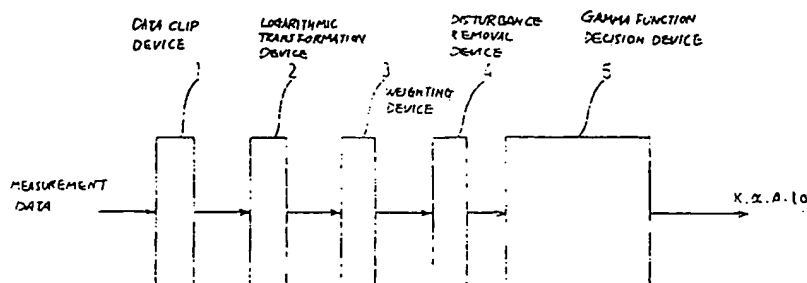 DATA CLIP
DEVICE
1
LOGARITHMIC
TRANSFORMATION
DEVICE
2
3
WEIGHTING
DEVICE
DISTURBANCE
REMOVAL
DEVICE
4
GAMMA FUNCTION
DECISION DEVICE
5
MEASUREMENT
DATA